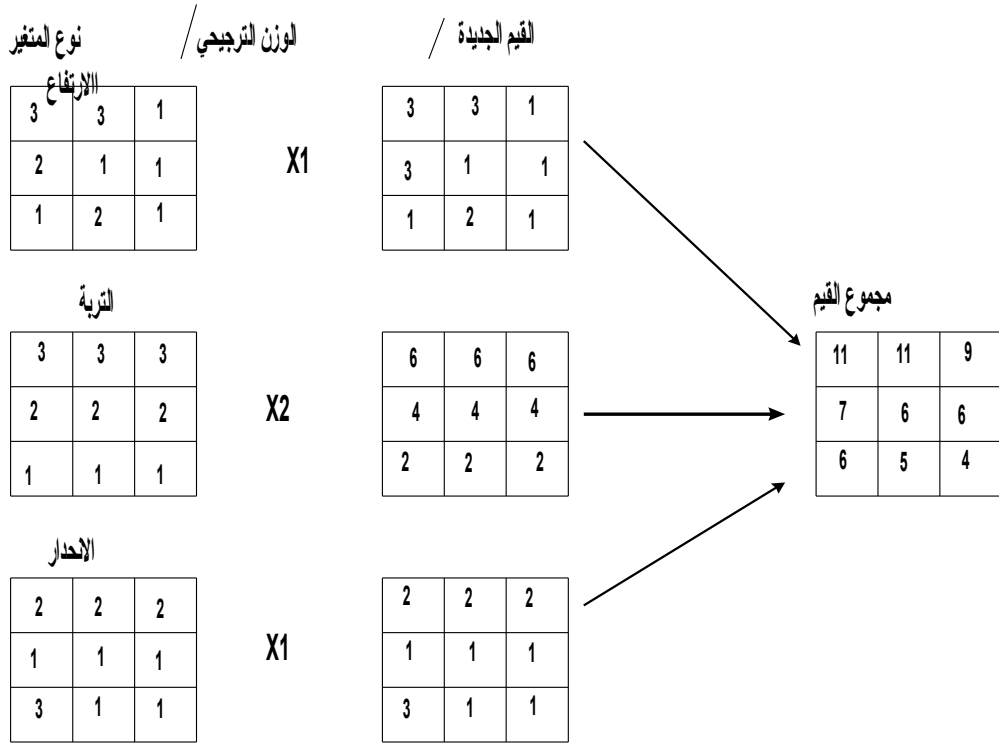 نوع المتغير / الوزن الترجيحي / القيم الجديدة
االارتفاع
3 3 1
2 1 1
1 2 1
X1
3 3 1
3 1 1
1 2 1
التربة
3 3 3
2 2 2
1 1 1
X2
6 6 6
4 4 4
2 2 2
الانحدار
2 2 2
1 1 1
3 1 1
X1
2 2 2
1 1 1
3 1 1
مجموع القيم
11 11 9
7 6 6
6 5 4